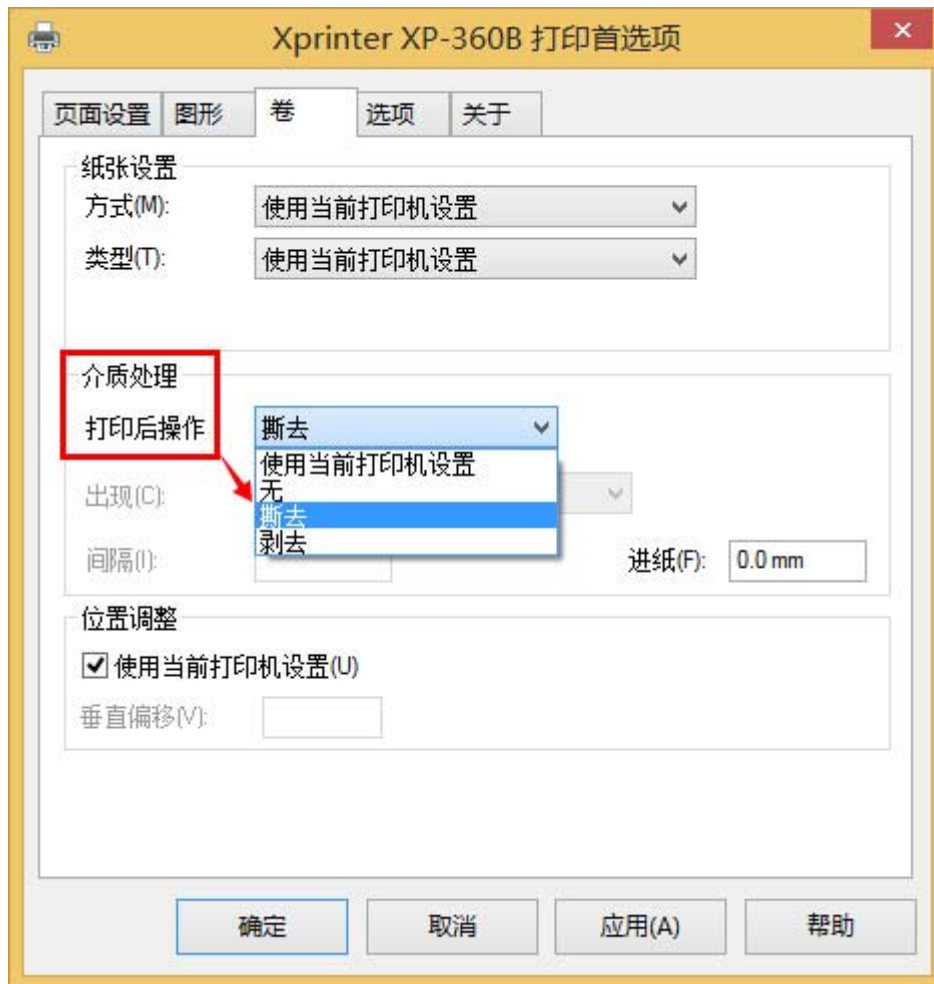 Xprinter XP-360B 打印首选项
页面设置 图形 卷 选项 关于
纸张设置
方式(M): 使用当前打印机设置
类型(T): 使用当前打印机设置
介质处理
打印后操作 撕去
使用当前打印机设置
无
撕去
剥去
出现(C):
间隔(I):
进纸(F): 0.0 mm
位置调整
使用当前打印机设置(U)
垂直偏移(V):
确定 取消 应用(A) 帮助